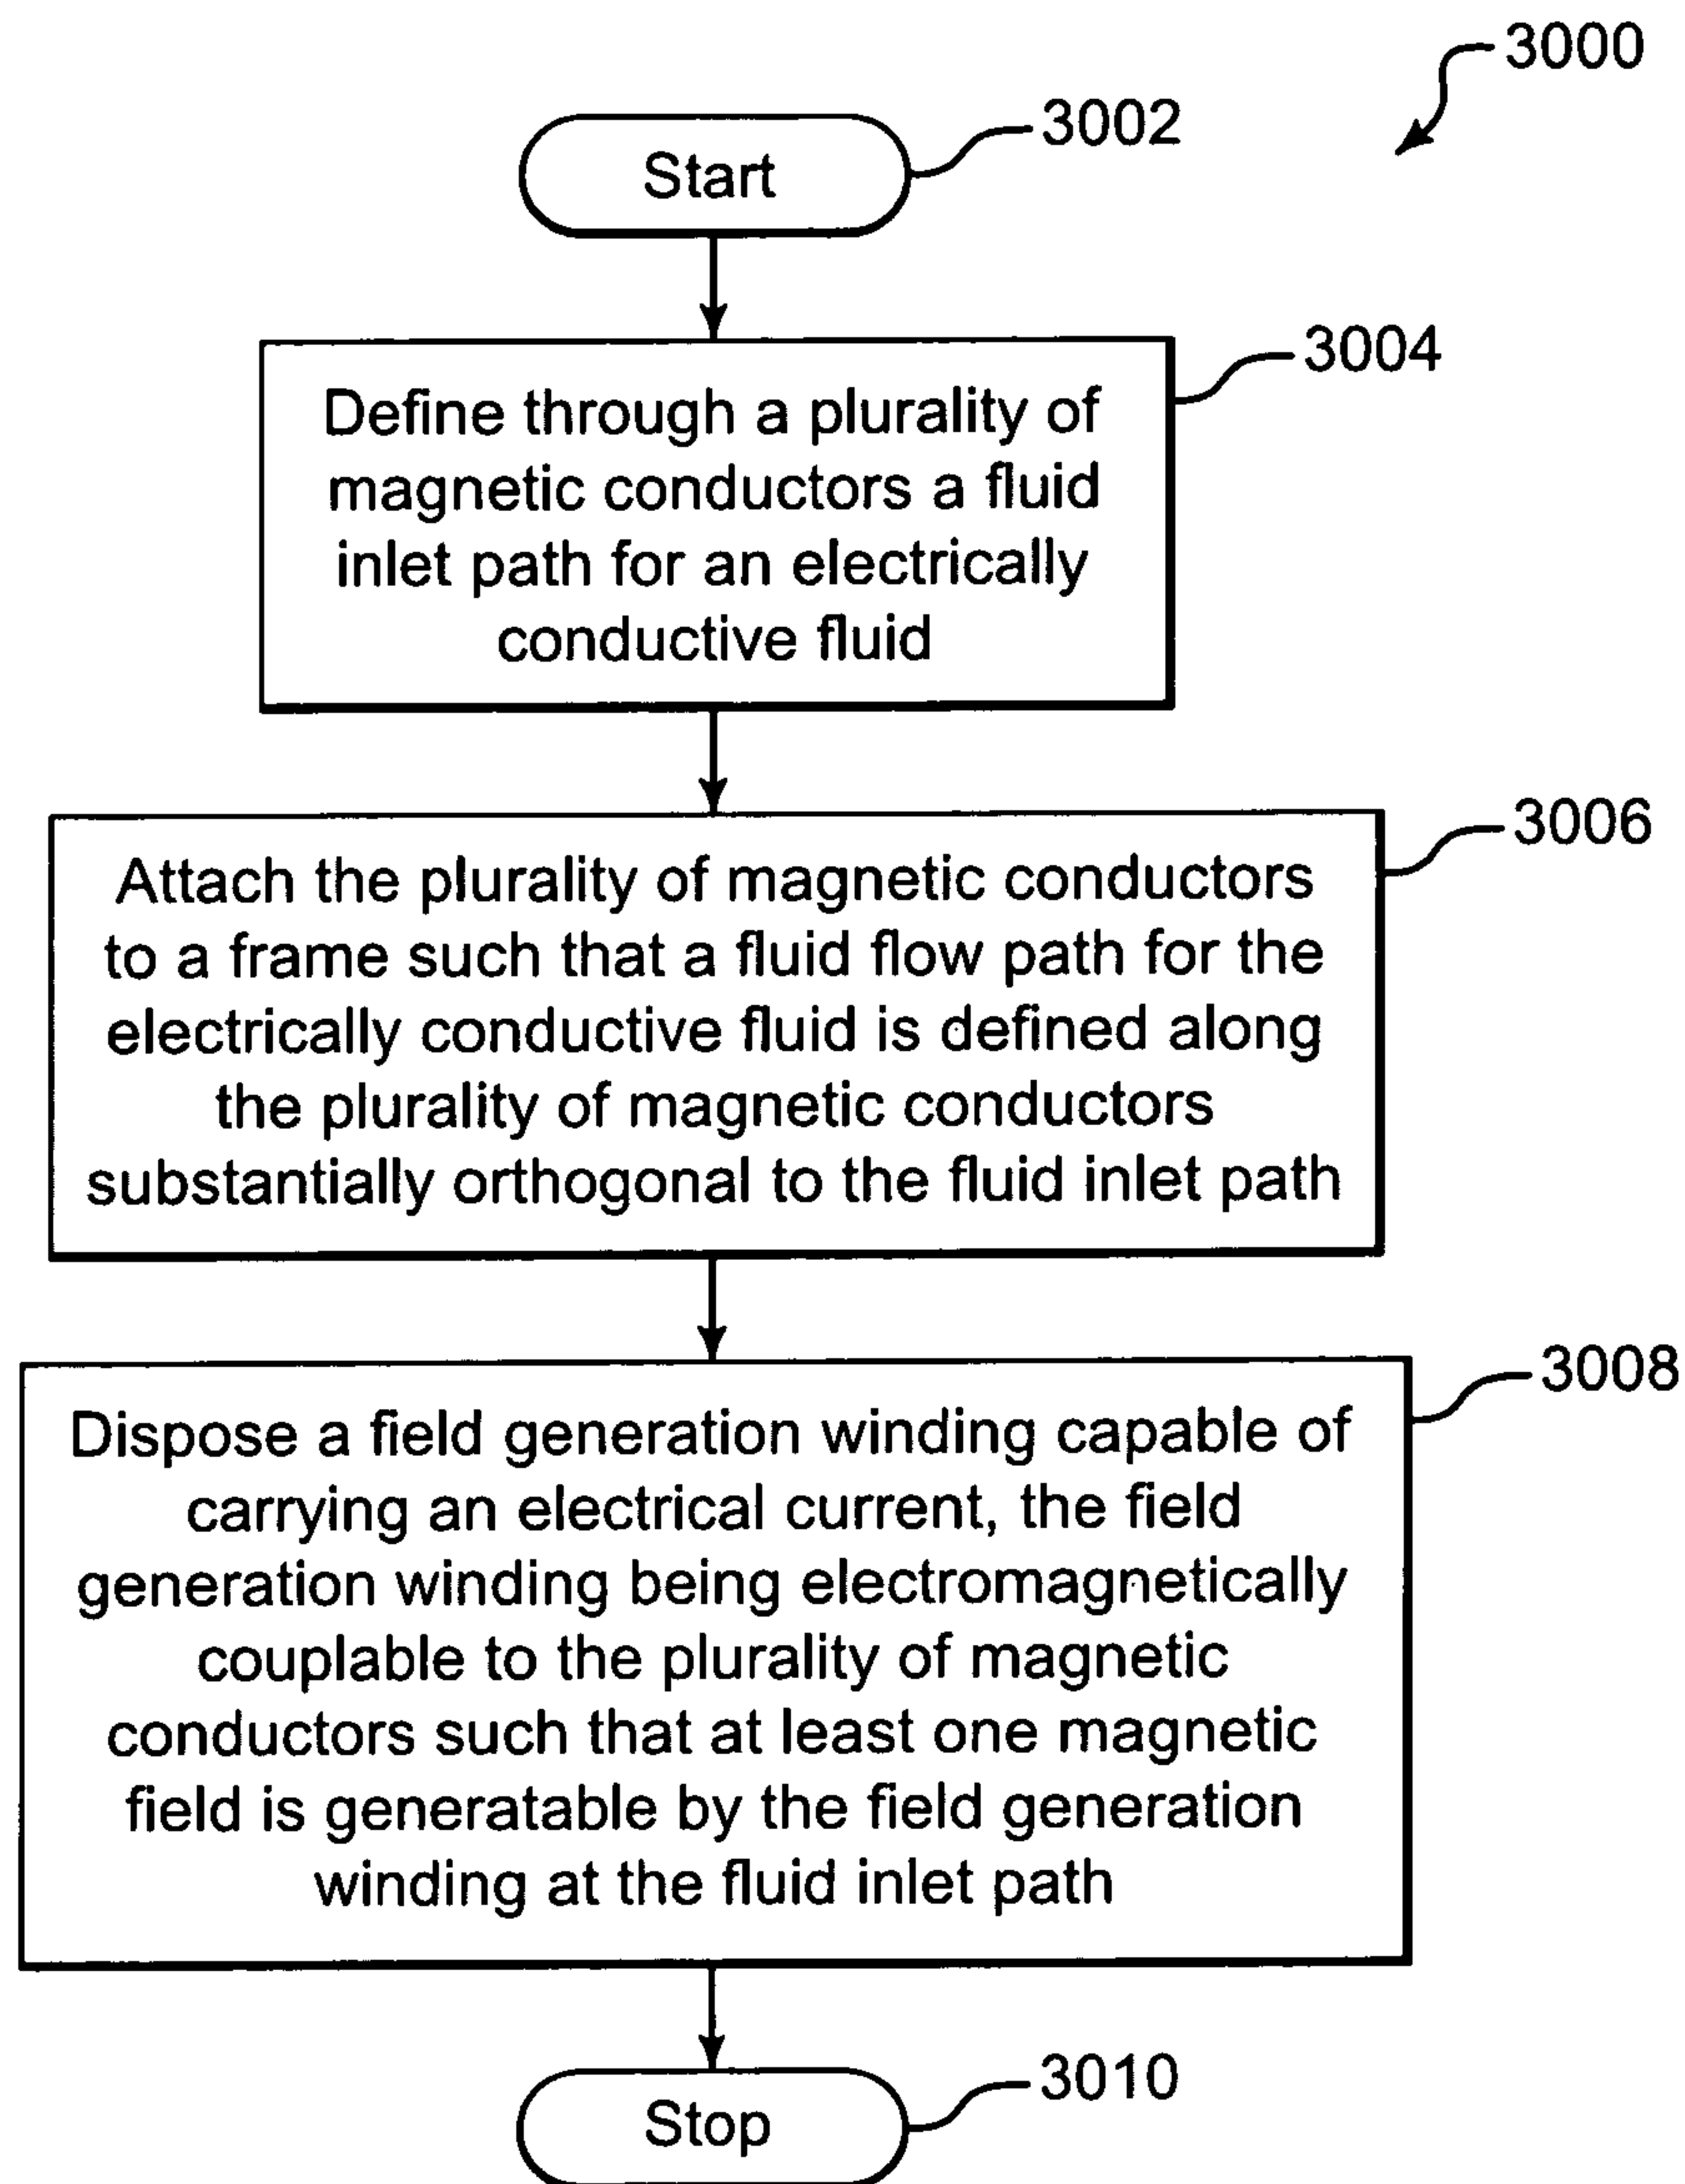 3000
3002
Start
3004
Define through a plurality of
magnetic conductors a fluid
inlet path for an electrically
conductive fluid
3006
Attach the plurality of magnetic conductors
to a frame such that a fluid flow path for the
electrically conductive fluid is defined along
the plurality of magnetic conductors
substantially orthogonal to the fluid inlet path
3008
Dispose a field generation winding capable of
carrying an electrical current, the field
generation winding being electromagnetically
couplable to the plurality of magnetic
conductors such that at least one magnetic
field is generatable by the field generation
winding at the fluid inlet path
3010
Stop